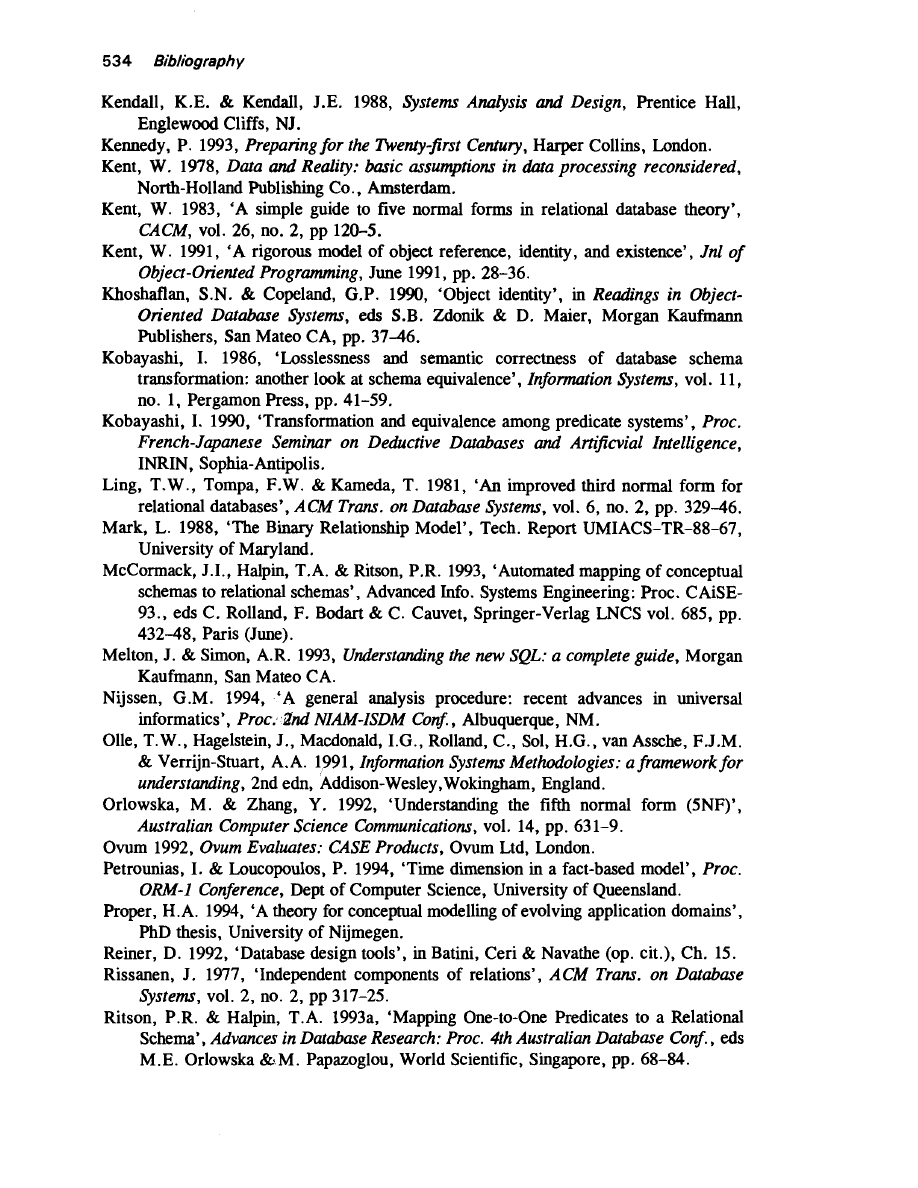 534 Bibliography
Kendall, K.E. & Kendall, J.E. 1988, Systems Analysis and Design, Prentice Hall,
Englewood Cliffs, NJ.
Kennedy, P. 1993, Preparing for the Twenty-first Century, Harper Collins, London.
Kent, W. 1978, Data and Reality: basic assumptions in data processing reconsidered,
North-Holland Publishing Co., Amsterdam.
Kent, W. 1983, ‘A simple guide to five normal forms in relational database theory’,
CACM, vol. 26, no. 2, pp 120–5.
Kent, W. 1991, ‘A rigorous model of object reference, identity, and existence’, Jnl of
Object-Oriented Programming, June 1991, pp. 28–36.
Khoshaflan, S.N. & Copeland, G.P. 1990, ‘Object identity’, in Readings in Object-
Oriented Database Systems, eds S.B. Zdonik & D. Maier, Morgan Kaufmann
Publishers, San Mateo CA, pp. 37–46.
Kobayashi, I. 1986, ‘Losslessness and semantic correctness of database schema
transformation: another look at schema equivalence’, Information Systems, vol. 11,
no. 1, Pergamon Press, pp. 41–59.
Kobayashi, I. 1990, ‘Transformation and equivalence among predicate systems’, Proc.
French-Japanese Seminar on Deductive Databases and Artificvial Intelligence,
INRIN, Sophia-Antipolis.
Ling, T.W., Tompa, F.W. & Kameda, T. 1981, ‘An improved third normal form for
relational databases’, ACM Trans. on Database Systems, vol. 6, no. 2, pp. 329–46.
Mark, L. 1988, ‘The Binary Relationship Model’, Tech. Report UMIACS–TR–88–67,
University of Maryland.
McCormack, J.I., Halpin, T.A. & Ritson, P.R. 1993, ‘Automated mapping of conceptual
schemas to relational schemas’, Advanced Info. Systems Engineering: Proc. CAiSE-
93., eds C. Rolland, F. Bodart & C. Cauvet, Springer-Verlag LNCS vol. 685, pp.
432–48, Paris (June).
Melton, J. & Simon, A.R. 1993, Understanding the new SQL: a complete guide, Morgan
Kaufmann, San Mateo CA.
Nijssen, G.M. 1994, ‘A general analysis procedure: recent advances in universal
informatics’, Proc. 2nd NIAM-ISDM Conf., Albuquerque, NM.
Olle, T.W., Hagelstein, J., Macdonald, I.G., Rolland, C., Sol, H.G., van Assche, F.J.M.
& Verrijn-Stuart, A.A. 1991, Information Systems Methodologies: a framework for
understanding, 2nd edn, Addison-Wesley,Wokingham, England.
Orlowska, M. & Zhang, Y. 1992, ‘Understanding the fifth normal form (5NF)’,
Australian Computer Science Communications, vol. 14, pp. 631–9.
Ovum 1992, Ovum Evaluates: CASE Products, Ovum Ltd, London.
Petrounias, I. & Loucopoulos, P. 1994, ‘Time dimension in a fact-based model’, Proc.
ORM-1 Conference, Dept of Computer Science, University of Queensland.
Proper, H.A. 1994, ‘A theory for conceptual modelling of evolving application domains’,
PhD thesis, University of Nijmegen.
Reiner, D. 1992, ‘Database design tools’, in Batini, Ceri & Navathe (op. cit.), Ch. 15.
Rissanen, J. 1977, ‘Independent components of relations’, ACM Trans. on Database
Systems, vol. 2, no. 2, pp 317–25.
Ritson, P.R. & Halpin, T.A. 1993a, ‘Mapping One-to-One Predicates to a Relational
Schema’, Advances in Database Research: Proc. 4th Australian Database Conf., eds
M.E. Orlowska & M. Papazoglou, World Scientific, Singapore, pp. 68–84.